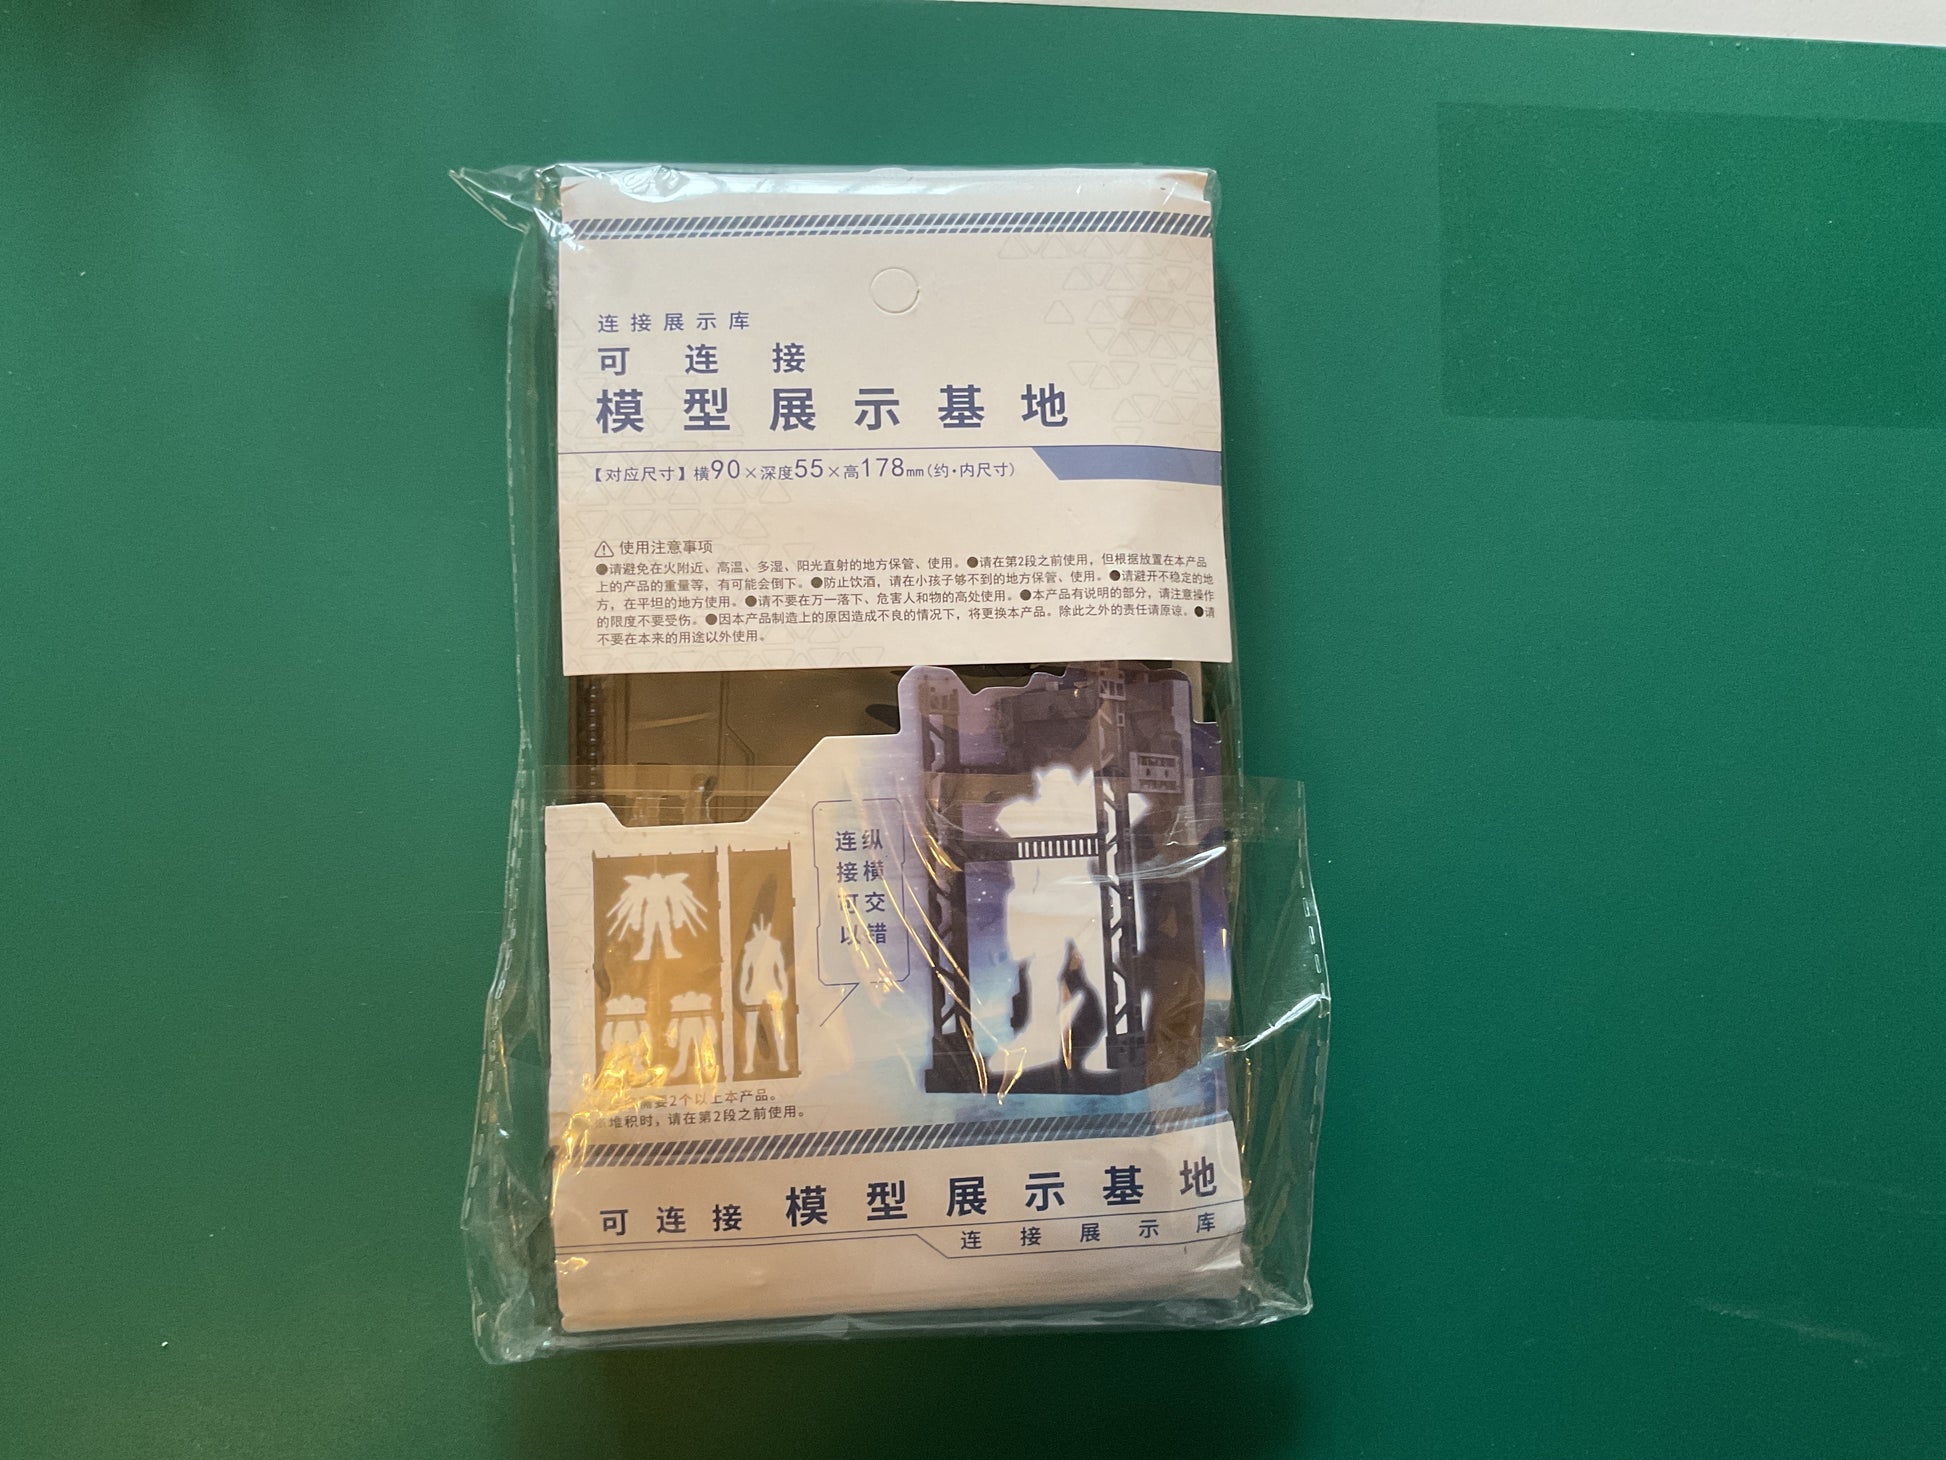 连接展示库
可连接
模型展示基地
【对应尺寸】横90×深度55×高178mm(约·内尺寸)
使用注意事项
●请避免在火附近、高温、多湿、阳光直射的地方保管、使用。●请在第2段之前使用，但根据放置在本产品
上的产品的重量等，有可能会倒下。●防止饮酒，请在小孩子够不到的地方保管、使用。●请避开不稳定的地
方，在平坦的地方使用。●请不要在万一落下、危害人和物的高处使用。●本产品有说明的部分，请注意操作
的限度不要受伤。●因本产品制造上的原因造成不良的情况下，将更换本产品。除此之外的责任请原谅。●请
不要在本来的用途以外使用。
纵横交错
连接可以
需要2个以上本产品。
堆积时，请在第2段之前使用。
可连接 模型展示基地
连接展示库